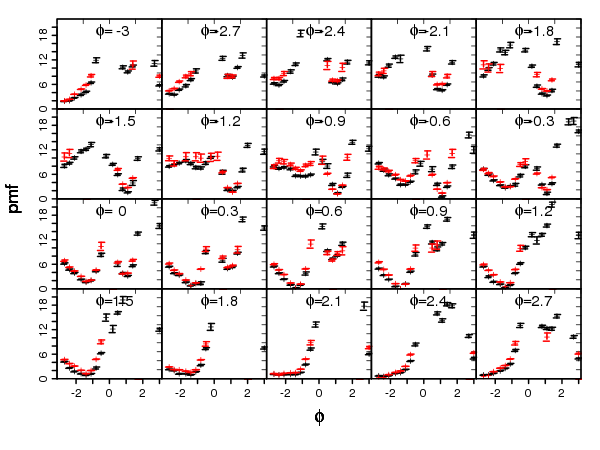 ϕ= -3 ϕ=-2.7 ϕ=-2.4 ϕ=-2.1 ϕ=-1.8
0 6 12 18
ϕ=-1.5 ϕ=-1.2 ϕ=-0.9 ϕ=-0.6 ϕ=-0.3
0 6 12 18
pmf
ϕ= 0 ϕ=0.3 ϕ=0.6 ϕ=0.9 ϕ=1.2
0 6 12 18
ϕ=1.5 ϕ=1.8 ϕ=2.1 ϕ=2.4 ϕ=2.7
0 6 12 18
-2 0 2 -2 0 2 -2 0 2 -2 0 2 -2 0 2
ϕ